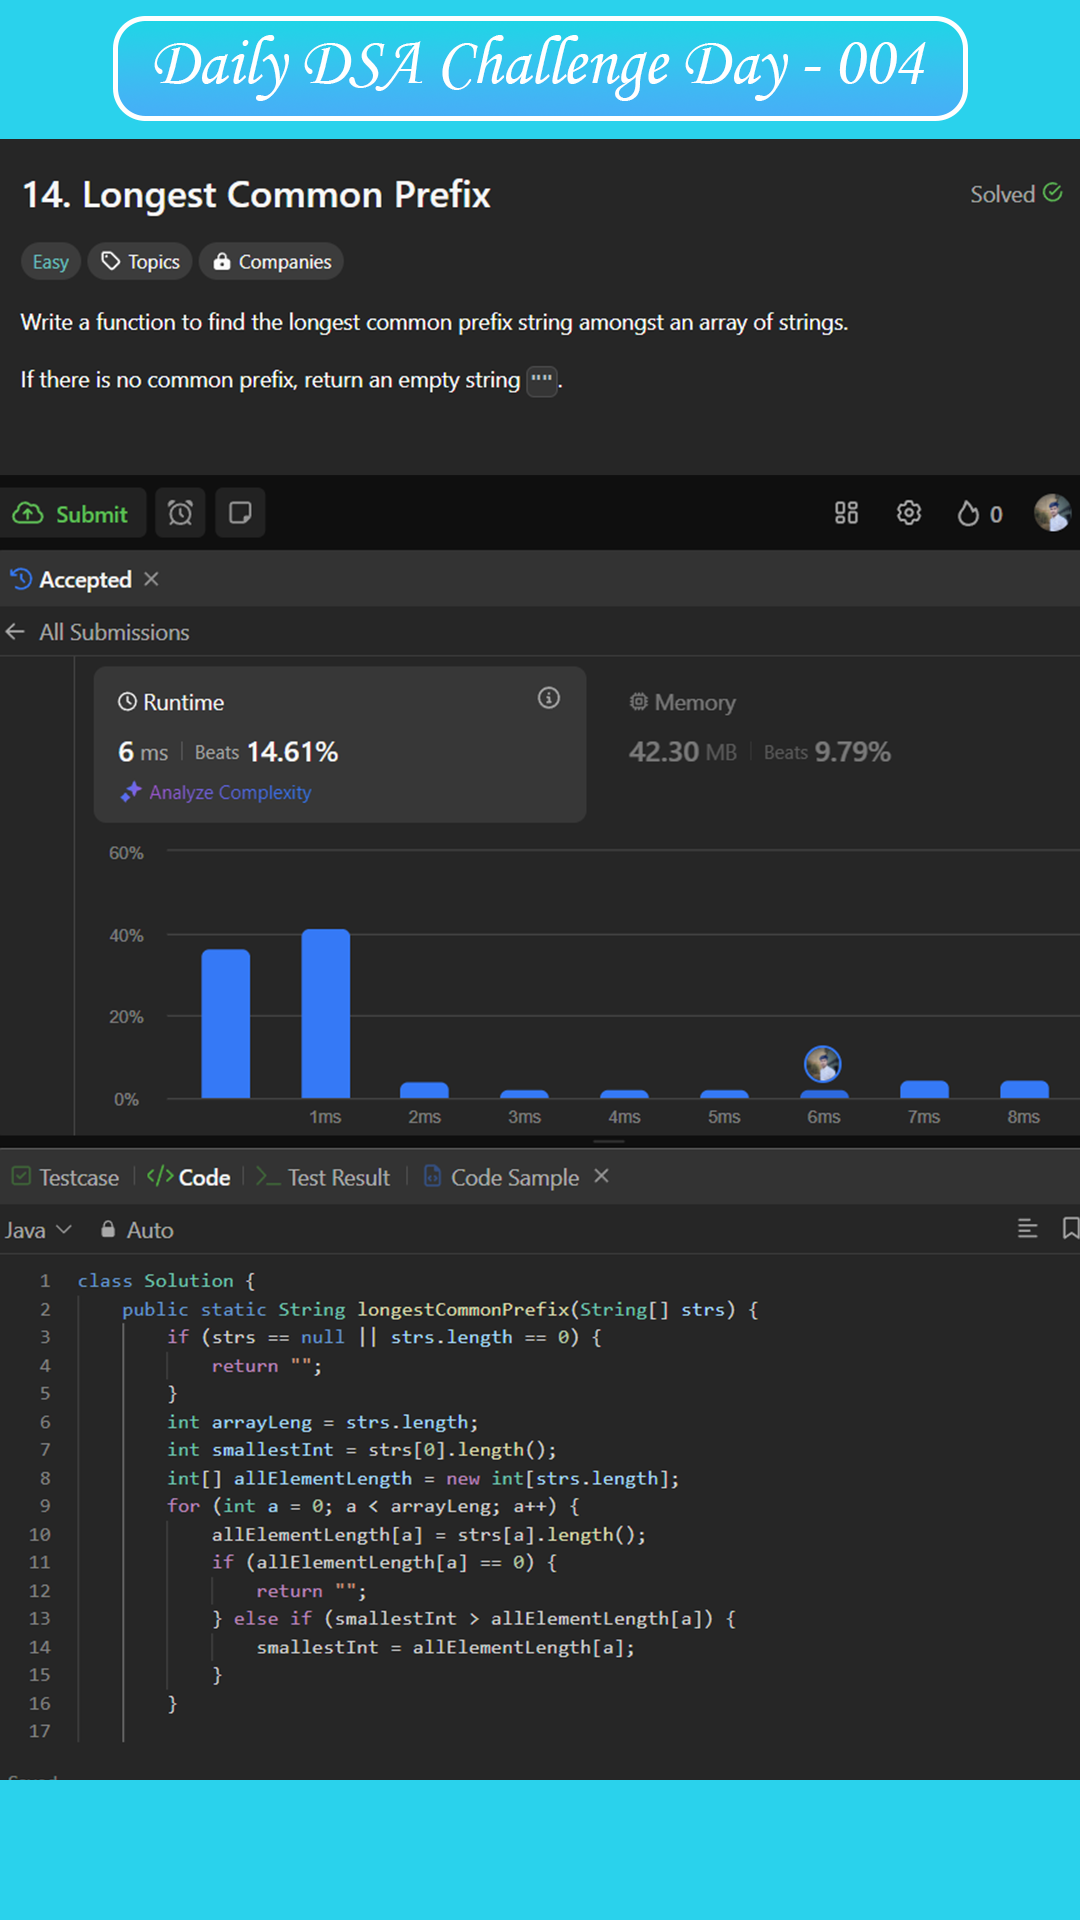 Daily DSA Challenge Day - 004
14. Longest Common Prefix
Solved
Easy Topics Companies
Write a function to find the longest common prefix string amongst an array of strings.
If there is no common prefix, return an empty string "".
Submit 0
Accepted
All Submissions
Runtime Memory
6 ms | Beats 14.61% 42.30 MB | Beats 9.79%
Analyze Complexity
60%
40%
20%
0%
1ms 2ms 3ms 4ms 5ms 6ms 7ms 8ms
Testcase | </> Code | >_ Test Result | Code Sample
Java Auto
1 class Solution {
2 public static String longestCommonPrefix(String[] strs) {
3 if (strs == null || strs.length == 0) {
4 return "";
5 }
6 int arrayLeng = strs.length;
7 int smallestInt = strs[0].length();
8 int[] allElementLength = new int[strs.length];
9 for (int a = 0; a < arrayLeng; a++) {
10 allElementLength[a] = strs[a].length();
11 if (allElementLength[a] == 0) {
12 return "";
13 } else if (smallestInt > allElementLength[a]) {
14 smallestInt = allElementLength[a];
15 }
16 }
17